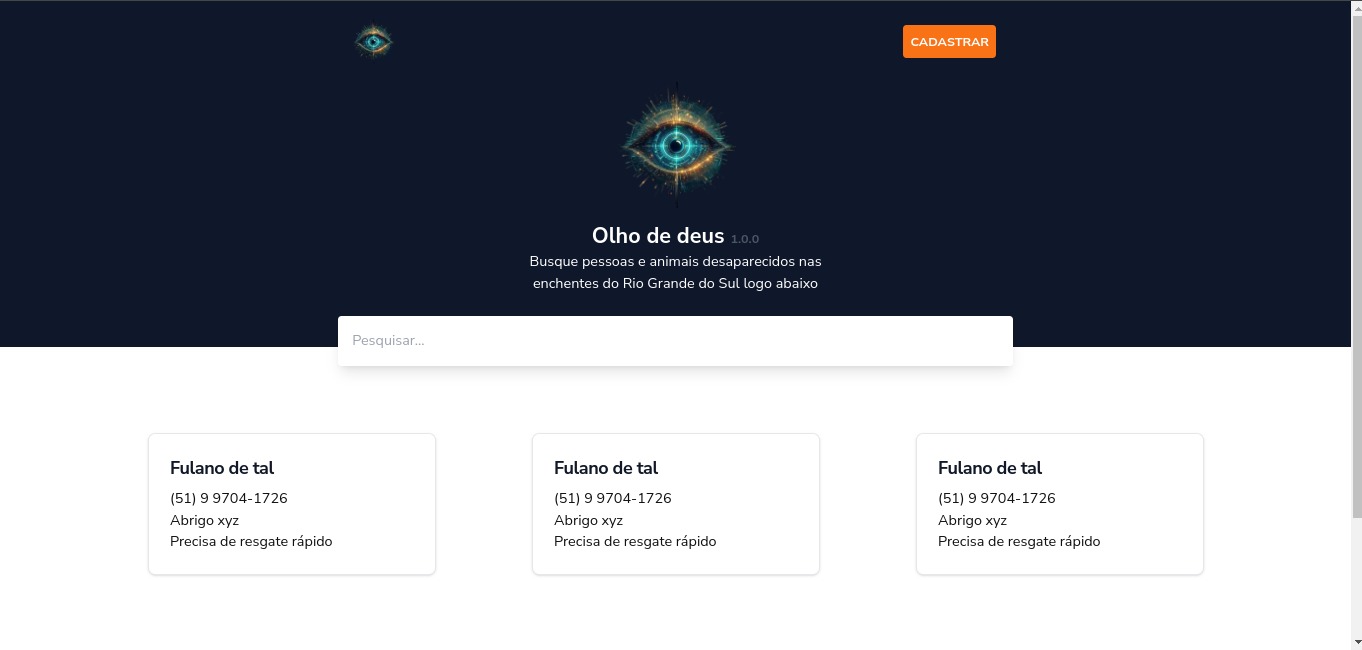 CADASTRAR
Olho de deus 1.0.0
Busque pessoas e animais desaparecidos nas
enchentes do Rio Grande do Sul logo abaixo
Pesquisar...
Fulano de tal
(51) 9 9704-1726
Abrigo xyz
Precisa de resgate rápido
Fulano de tal
(51) 9 9704-1726
Abrigo xyz
Precisa de resgate rápido
Fulano de tal
(51) 9 9704-1726
Abrigo xyz
Precisa de resgate rápido